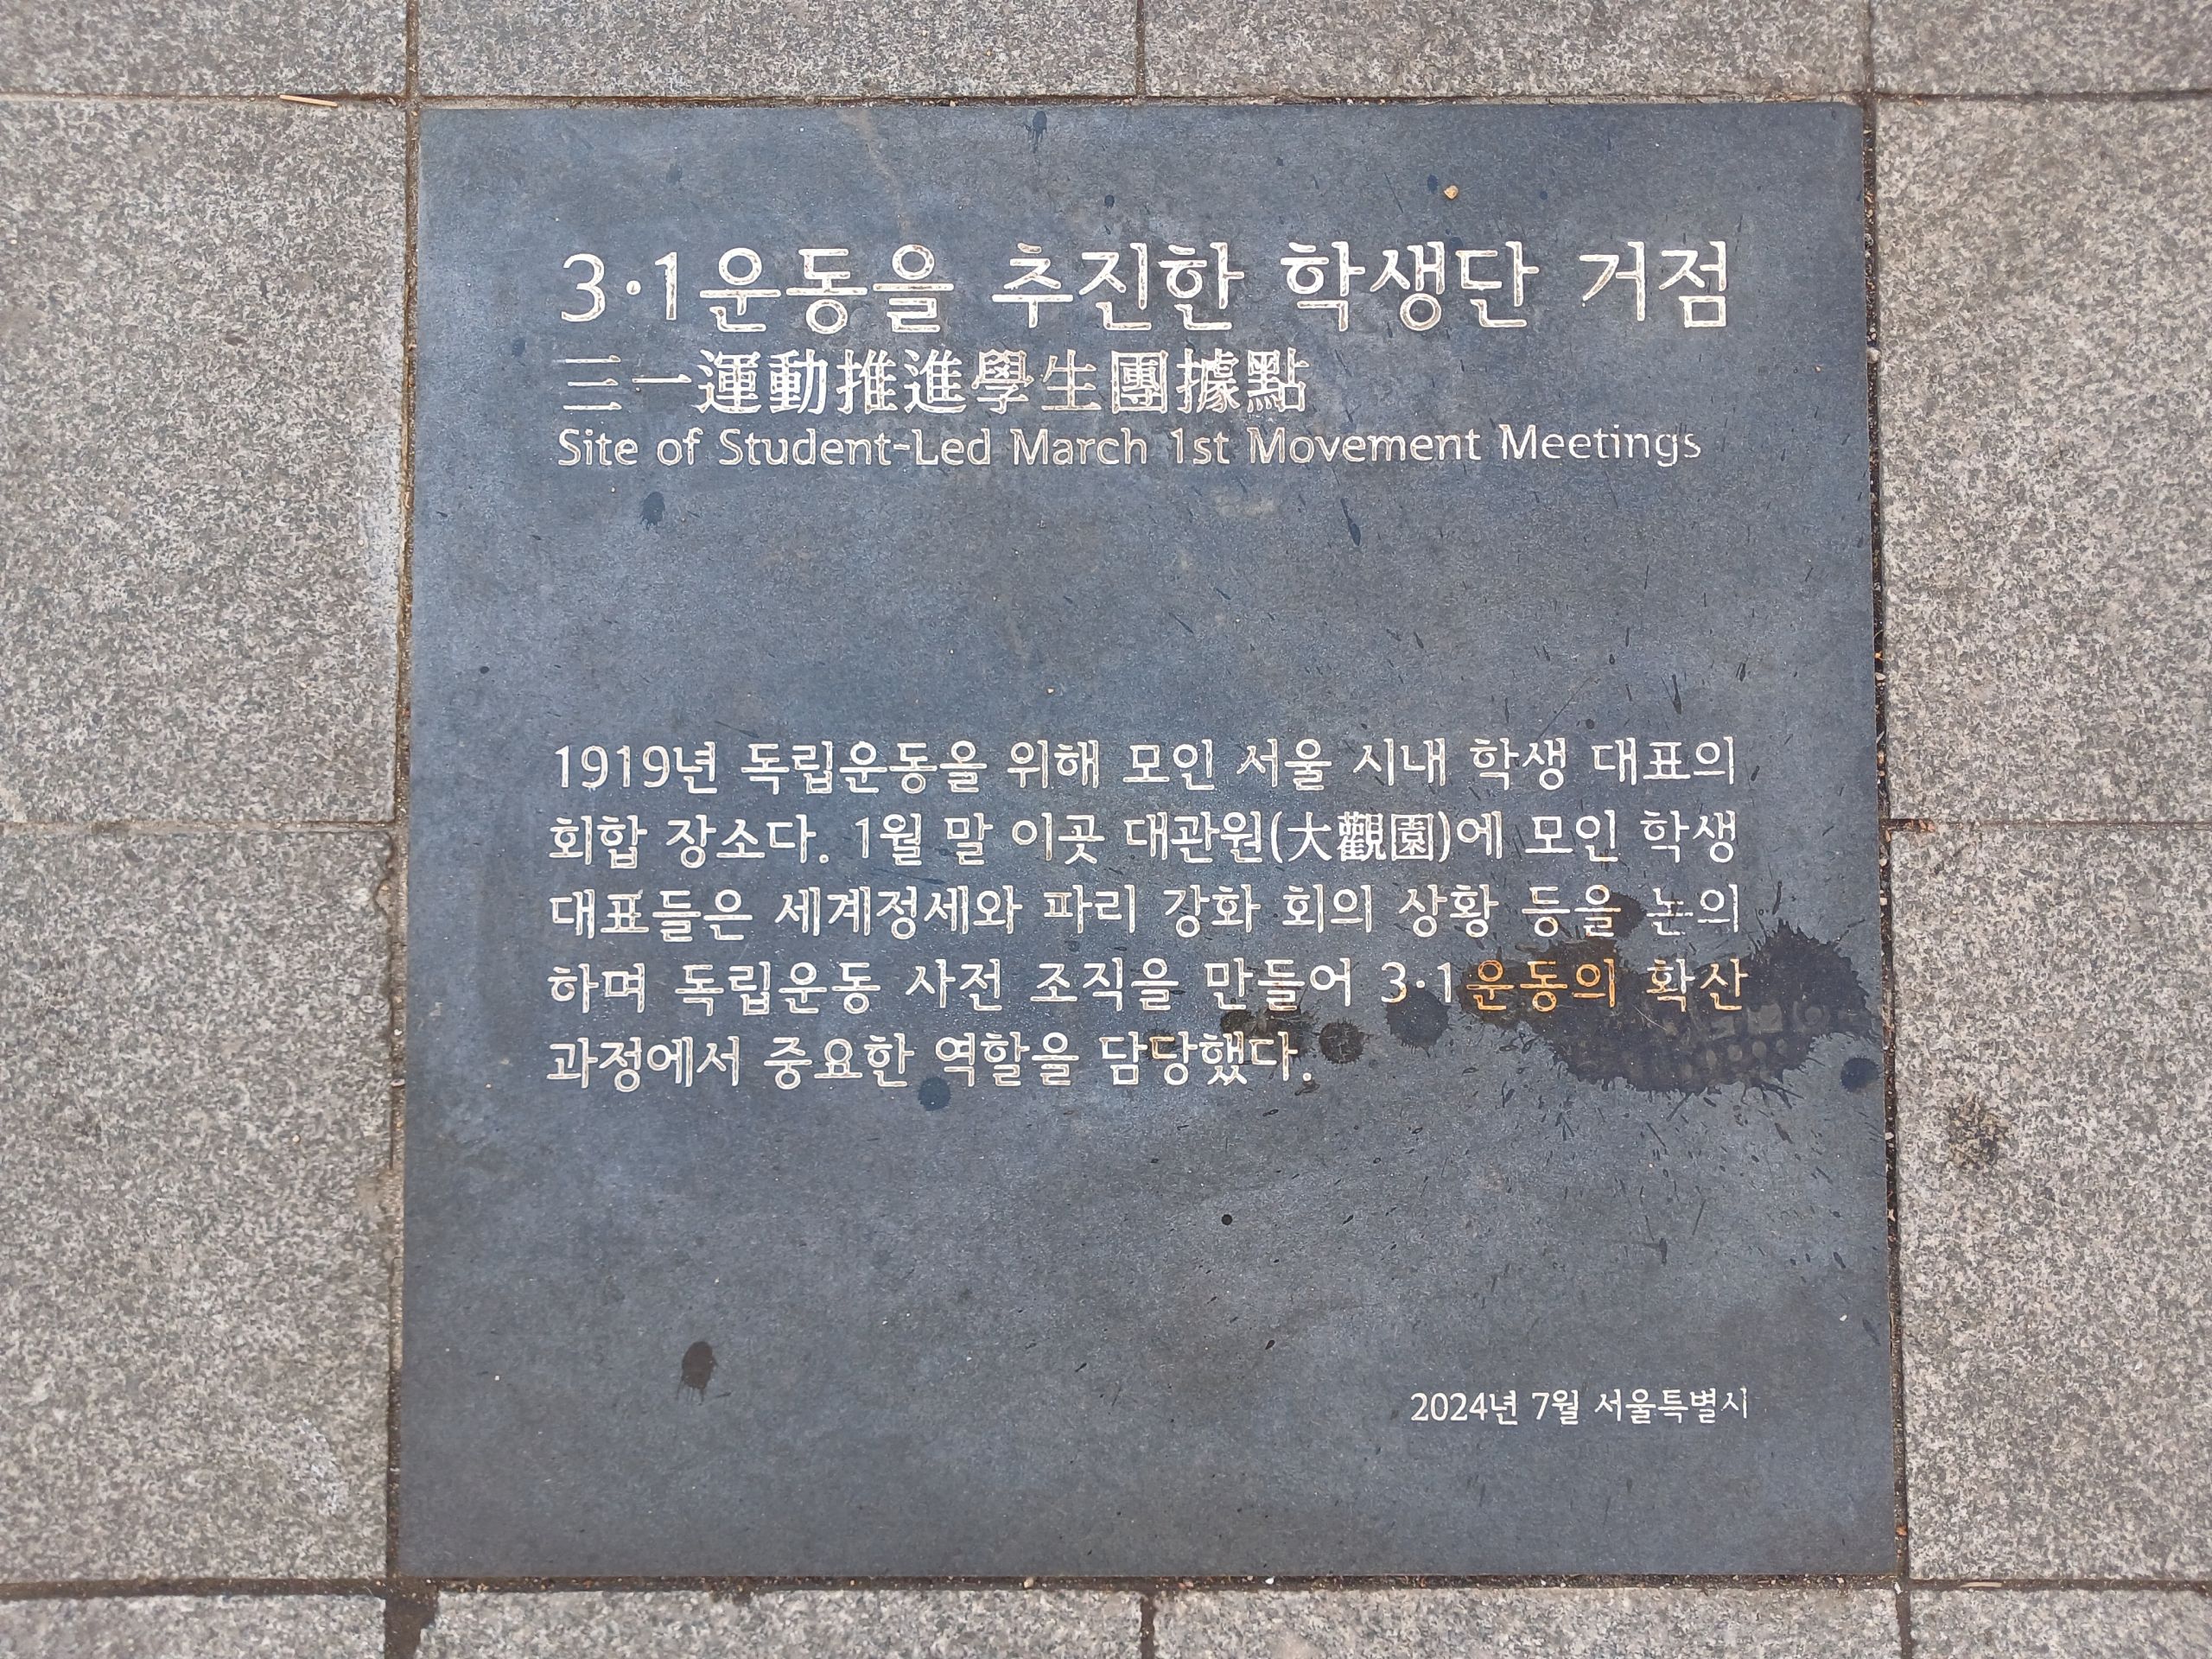 3·1운동을 추진한 학생단 거점
三一運動推進學生團據點
Site of Student-Led March 1st Movement Meetings
1919년 독립운동을 위해 모인 서울 시내 학생 대표의
회합 장소다. 1월 말 이곳 대관원(大觀園)에 모인 학생
대표들은 세계정세와 파리 강화 회의 상황 등을 논의
하며 독립운동 사전 조직을 만들어 3·1운동의 확산
과정에서 중요한 역할을 담당했다.
2024년 7월 서울특별시